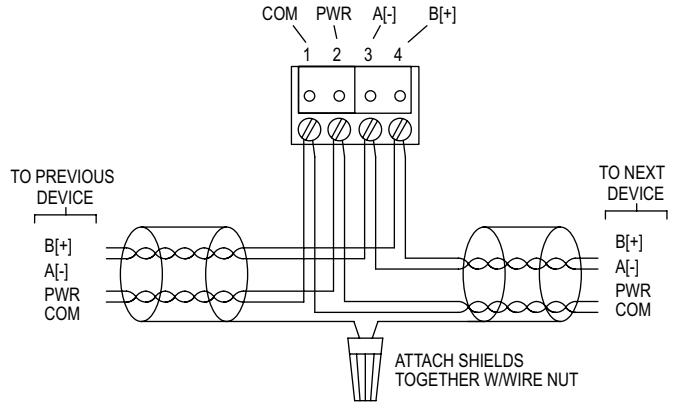 COM PWR A[-] B[+]
1 2 3 4
TO PREVIOUS
DEVICE
B[+]
A[-]
PWR
COM
TO NEXT
DEVICE
B[+]
A[-]
PWR
COM
ATTACH SHIELDS
TOGETHER W/WIRE NUT